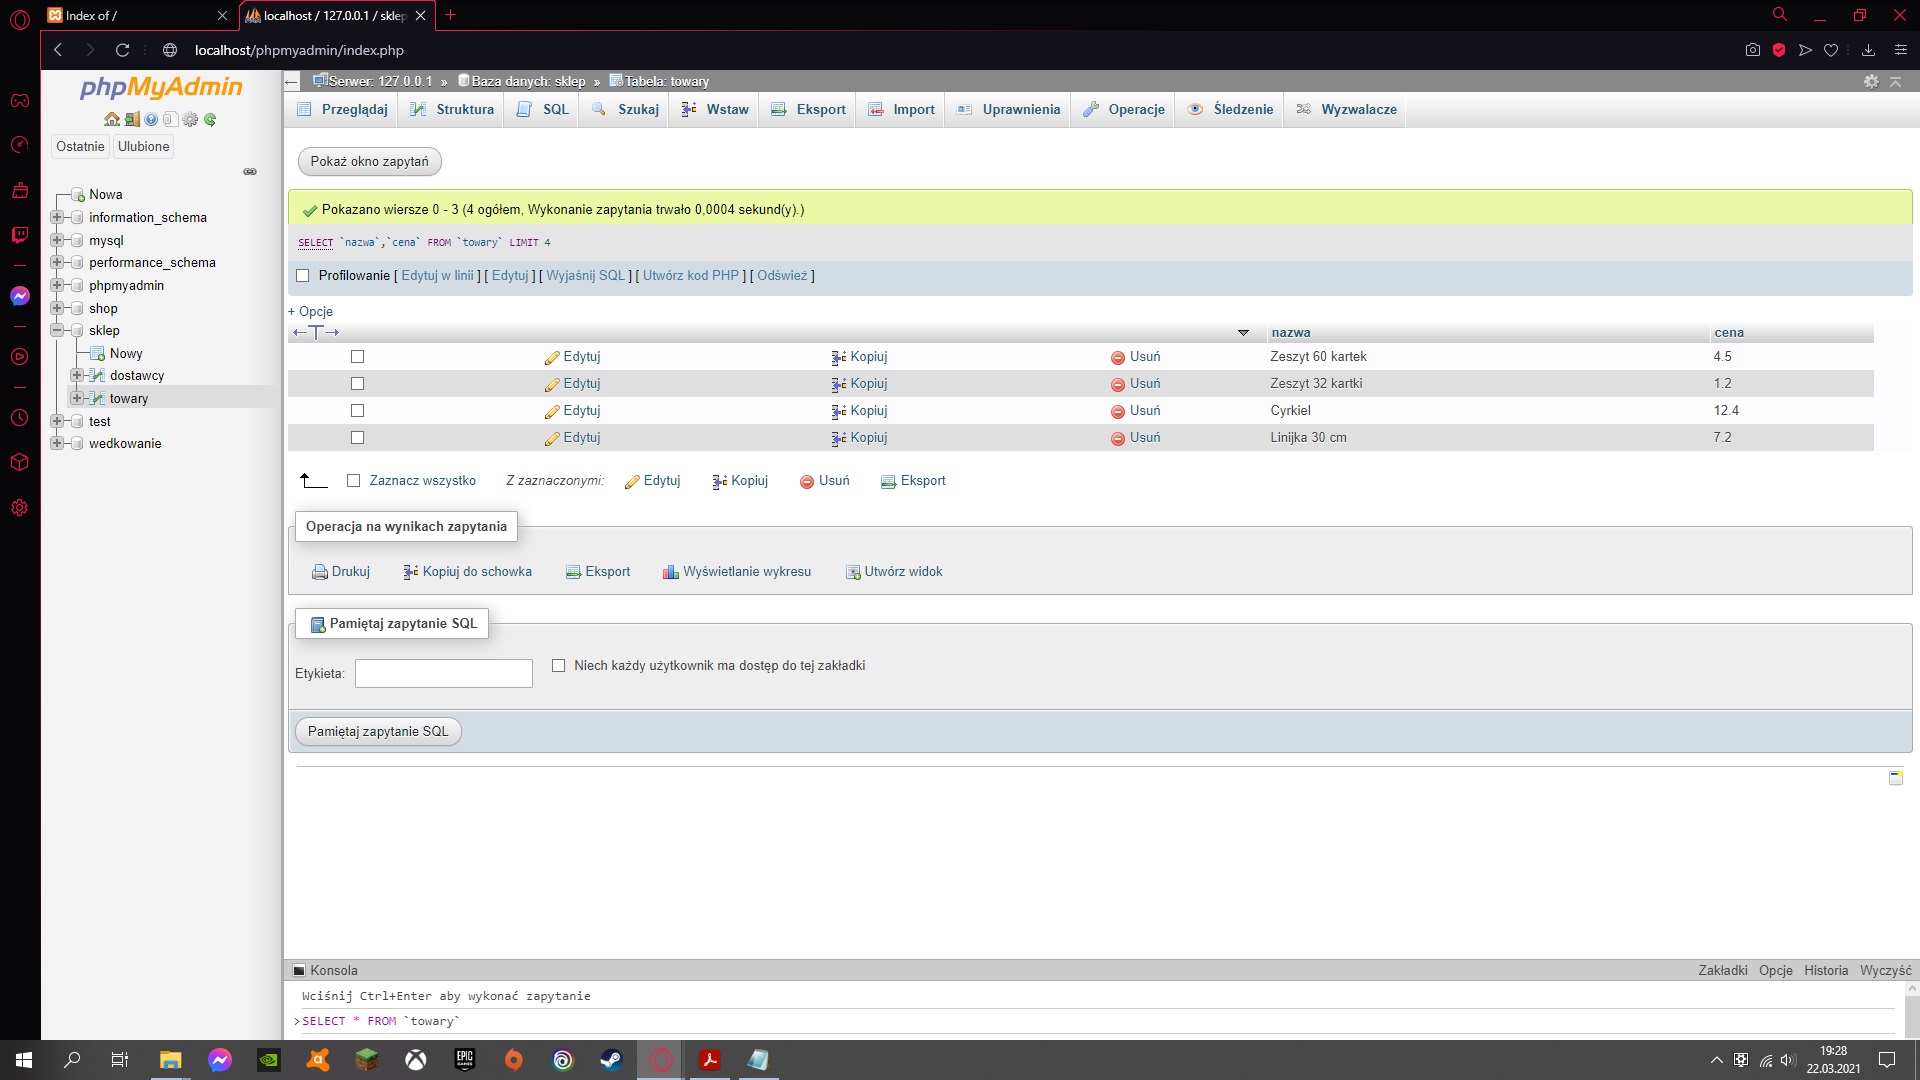 Index of /
localhost / 127.0.0.1 / sklep
localhost/phpmyadmin/index.php
phpMyAdmin
Ostatnie
Ulubione
Nowa
information_schema
mysql
performance_schema
phpmyadmin
shop
sklep
Nowy
dostawcy
towary
test
wedkowanie
Serwer: 127.0.0.1 » Baza danych: sklep » Tabela: towary
Przeglądaj Struktura SQL Szukaj Wstaw Eksport Import Uprawnienia Operacje Śledzenie Wyzwalacze
Pokaż okno zapytań
Pokazano wiersze 0 - 3 (4 ogółem, Wykonanie zapytania trwało 0,0004 sekund(y).)
SELECT `nazwa`,`cena` FROM `towary` LIMIT 4
Profilowanie [ Edytuj w linii ] [ Edytuj ] [ Wyjaśnij SQL ] [ Utwórz kod PHP ] [ Odśwież ]
+ Opcje
←T→ nazwa cena
Edytuj Kopiuj Usuń Zeszyt 60 kartek 4.5
Edytuj Kopiuj Usuń Zeszyt 32 kartki 1.2
Edytuj Kopiuj Usuń Cyrkiel 12.4
Edytuj Kopiuj Usuń Linijka 30 cm 7.2
Zaznacz wszystko Z zaznaczonymi: Edytuj Kopiuj Usuń Eksport
Operacja na wynikach zapytania
Drukuj Kopiuj do schowka Eksport Wyświetlanie wykresu Utwórz widok
Pamiętaj zapytanie SQL
Etykieta: Niech każdy użytkownik ma dostęp do tej zakładki
Pamiętaj zapytanie SQL
Konsola Zakładki Opcje Historia Wyczyść
Wciśnij Ctrl+Enter aby wykonać zapytanie
>SELECT * FROM `towary`
EPIC GAMES
19:28
22.03.2021